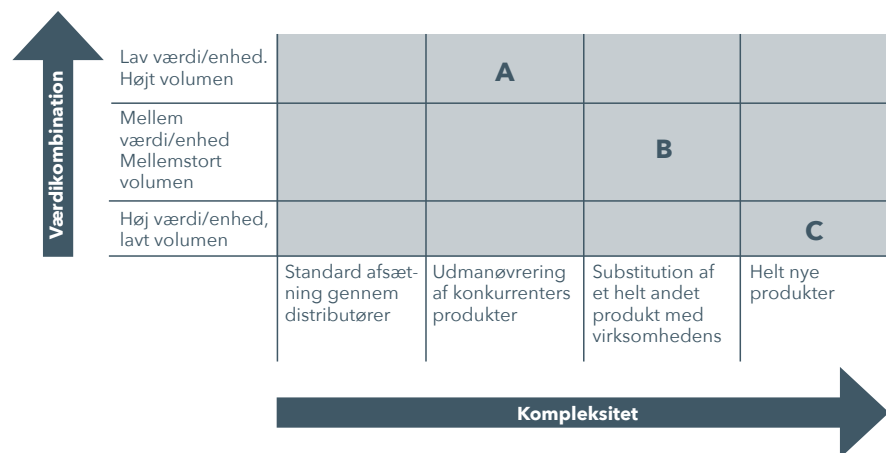 Værdikombination
Lav værdi/enhed.
Højt volumen
A
Mellem
værdi/enhed
Mellemstort
volumen
B
Høj værdi/enhed,
lavt volumen
C
Standard afsæt-
ning gennem
distributører
Udmanøvrering
af konkurrenters
produkter
Substitution af
et helt andet
produkt med
virksomhedens
Helt nye
produkter
Kompleksitet